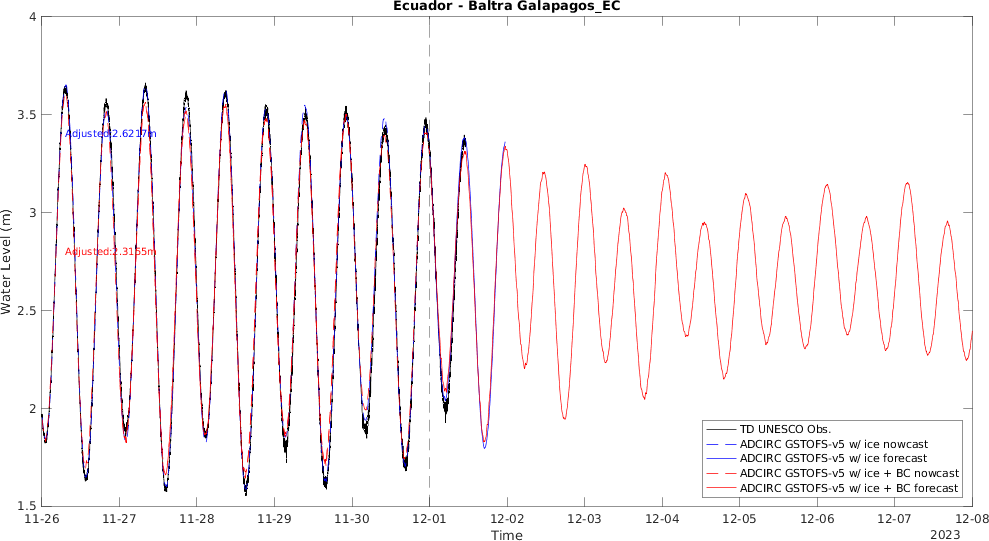 Ecuador - Baltra Galapagos_EC
4
3.5
3
2.5
2
1.5
Water Level (m)
Adjusted:2.6217m
Adjusted:2.3165m
TD UNESCO Obs.
ADCIRC GSTOFS-v5 w/ ice nowcast
ADCIRC GSTOFS-v5 w/ ice forecast
ADCIRC GSTOFS-v5 w/ ice + BC nowcast
ADCIRC GSTOFS-v5 w/ ice + BC forecast
11-26 11-27 11-28 11-29 11-30 12-01 12-02 12-03 12-04 12-05 12-06 12-07 12-08
Time
2023